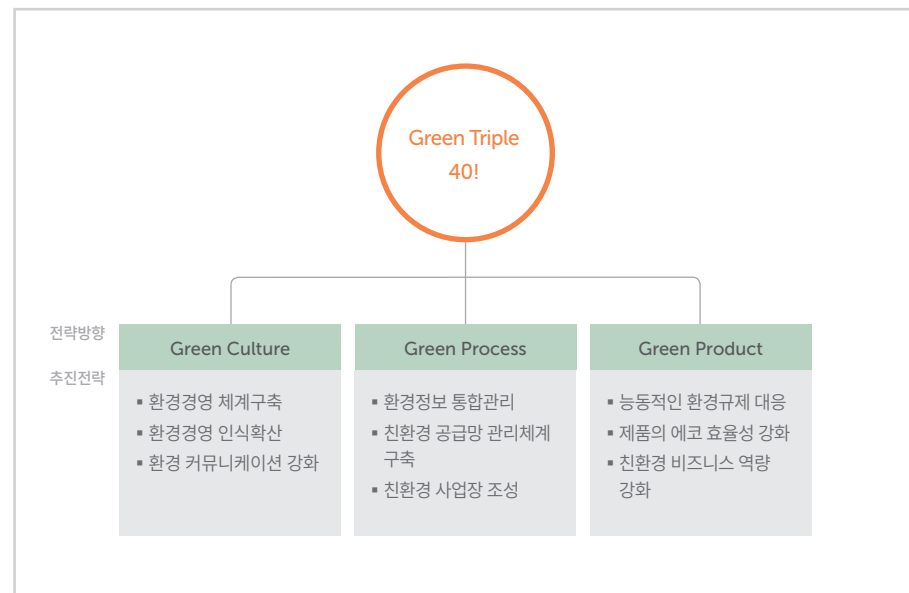 Green Triple
40!
전략방향
Green Culture
Green Process
Green Product
추진전략
▪ 환경경영 체계구축
▪ 환경경영 인식확산
▪ 환경 커뮤니케이션 강화
▪ 환경정보 통합관리
▪ 친환경 공급망 관리체계
구축
▪ 친환경 사업장 조성
▪ 능동적인 환경규제 대응
▪ 제품의 에코 효율성 강화
▪ 친환경 비즈니스 역량
강화